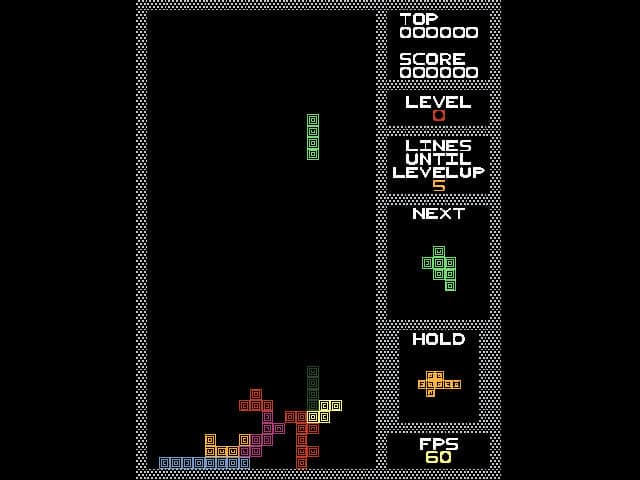 TOP
000000
SCORE
000000
LEVEL
0
LINES
UNTIL
LEVELUP
5
NEXT
HOLD
FPS
60